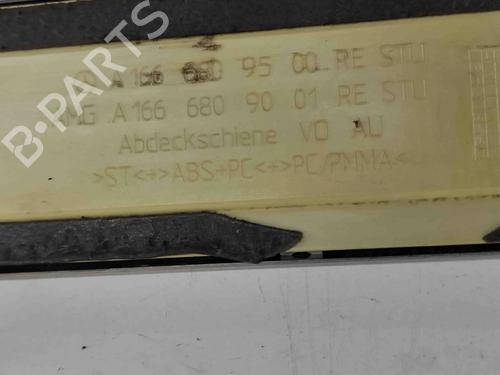 A 166 680 95 00 RE STU
AMG A 166 680 90 01 RE STU
Abdeckschiene VO AU
>ST<+>ABS+PC<+>PC/PMMA<
B-PARTS